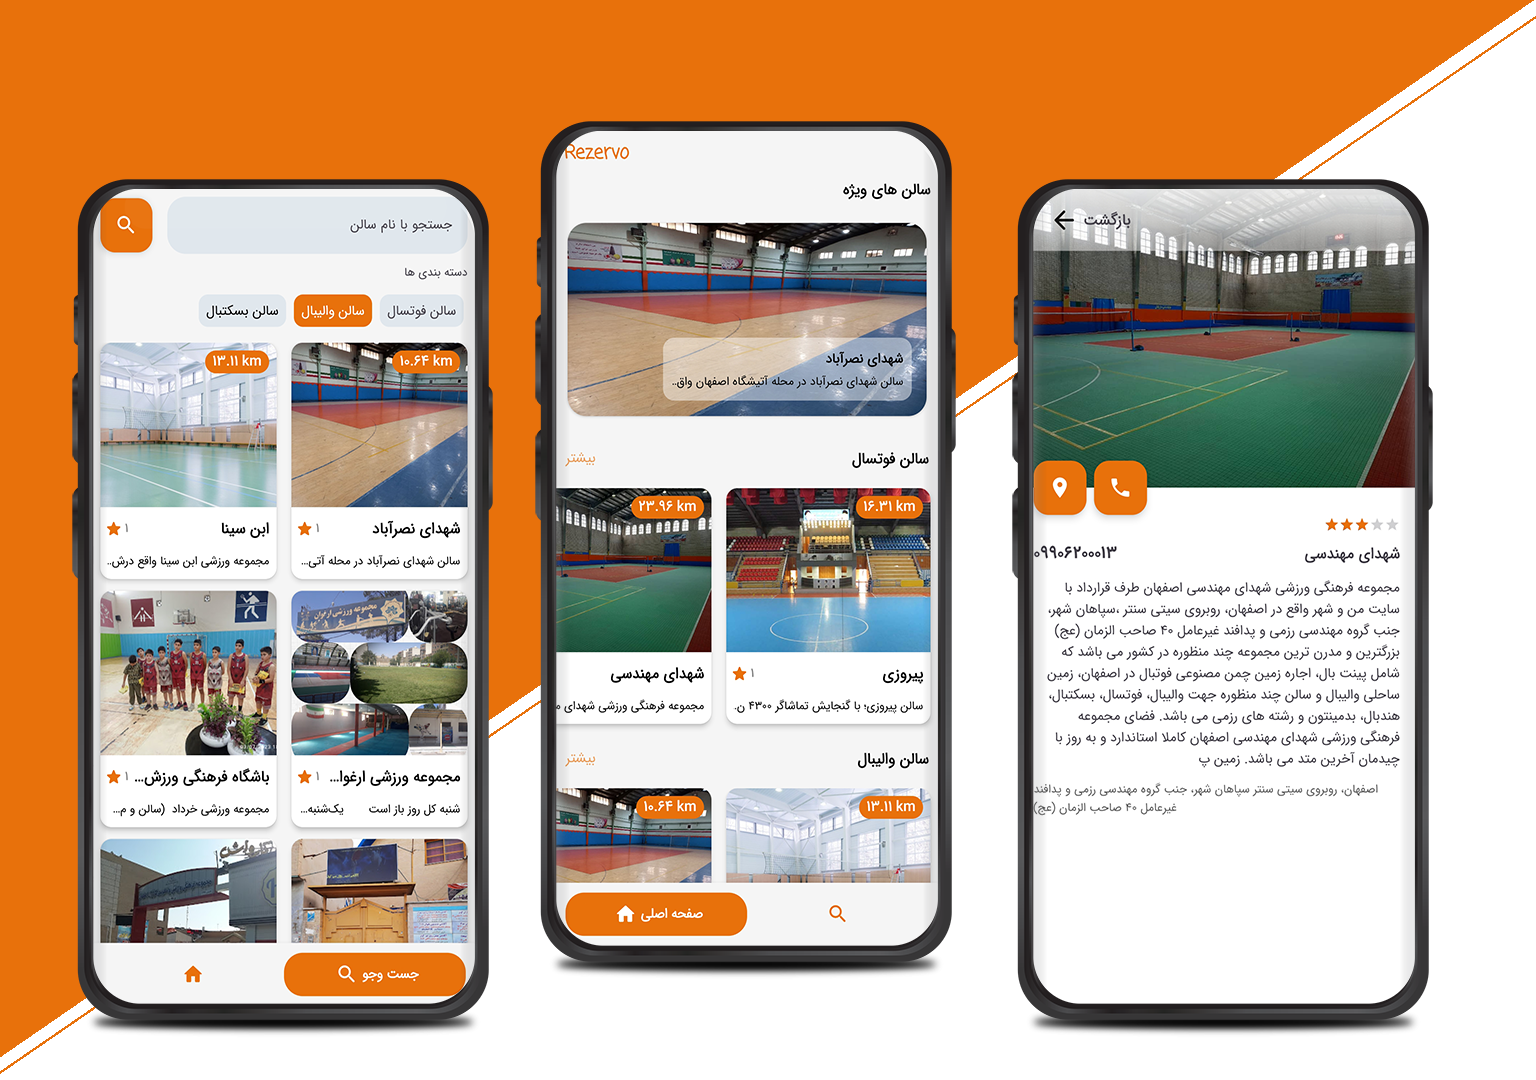 جستجو با نام سالن
دسته بندی ها
سالن فوتسال
سالن والیبال
سالن بسکتبال
۱۰.۶۴ km
۱۳.۱۱ km
شهدای نصرآباد
۱
سالن شهدای نصرآباد در محله آتی...
ابن سینا
۱
مجموعه ورزشی ابن سینا واقع درش..
مجموعه ورزشی ارغوان
مجموعه ورزشی ارغوا...
۱
شنبه کل روز باز است یک‌شنبه...
باشگاه فرهنگی ورزش...
۱
مجموعه ورزشی خرداد (سالن و م...
جست وجو
Rezervo
سالن های ویژه
شهدای نصرآباد
سالن شهدای نصرآباد در محله آتیشگاه اصفهان واق..
سالن فوتسال
بیشتر
۱۶.۳۱ km
۲۳.۹۶ km
پیروزی
۱
سالن پیروزی؛ با گنجایش تماشاگر ۴۳۰۰ ن.
شهدای مهندسی
مجموعه فرهنگی ورزشی شهدای م
سالن والیبال
بیشتر
۱۳.۱۱ km
۱۰.۶۴ km
صفحه اصلی
بازگشت
شهدای مهندسی
۰۹۹۰۶۲۰۰۰۱۳
مجموعه فرهنگی ورزشی شهدای مهندسی اصفهان طرف قرارداد با
سایت من و شهر واقع در اصفهان، روبروی سیتی سنتر ،سپاهان شهر،
جنب گروه مهندسی رزمی و پدافند غیرعامل ۴۰ صاحب الزمان (عج)
بزرگترین و مدرن ترین مجموعه چند منظوره در کشور می باشد که
شامل پینت بال، اجاره زمین چمن مصنوعی فوتبال در اصفهان، زمین
ساحلی والیبال و سالن چند منظوره جهت والیبال، فوتسال، بسکتبال،
هندبال، بدمینتون و رشته های رزمی می باشد. فضای مجموعه
فرهنگی ورزشی شهدای مهندسی اصفهان کاملا استاندارد و به روز با
چیدمان آخرین متد می باشد. زمین پ
اصفهان، روبروی سیتی سنتر سپاهان شهر، جنب گروه مهندسی رزمی و پدافند
غیرعامل ۴۰ صاحب الزمان (عج)